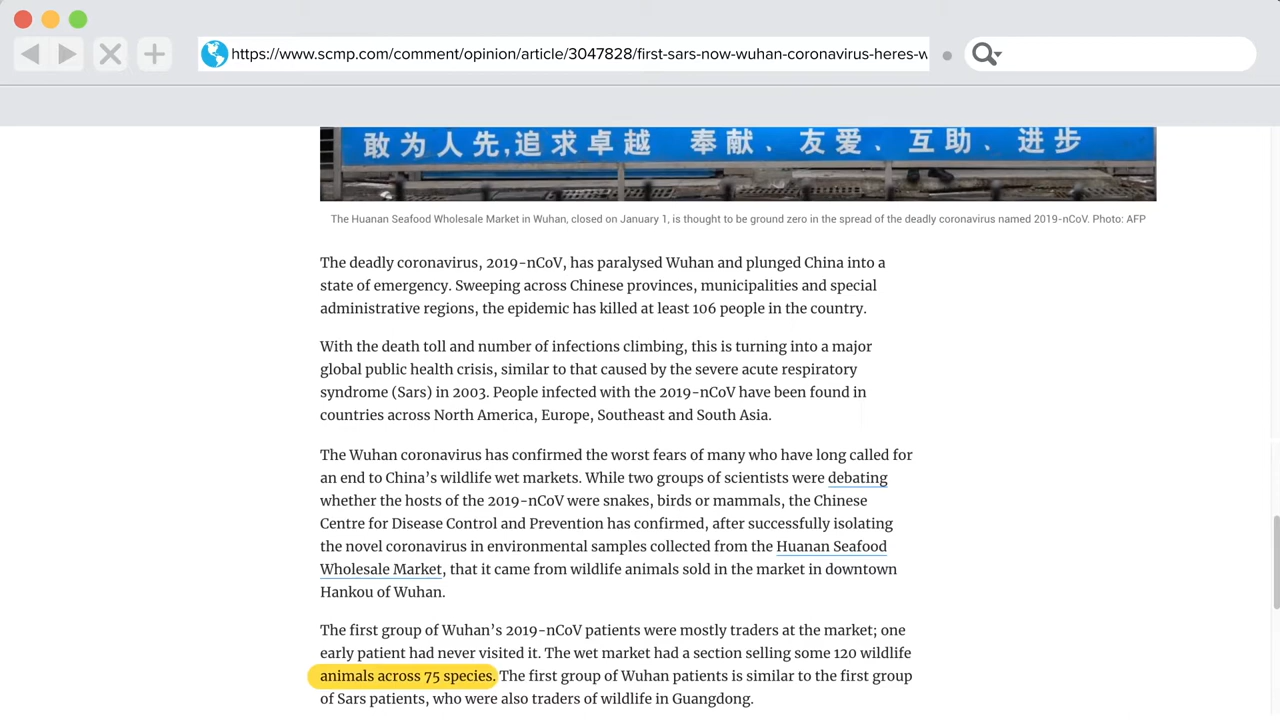 https://www.scmp.com/comment/opinion/article/3047828/first-sars-now-wuhan-coronavirus-heres-w
敢为人先,追求卓越 奉献、友爱、互助、进步
The Huanan Seafood Wholesale Market in Wuhan, closed on January 1, is thought to be ground zero in the spread of the deadly coronavirus named 2019-nCoV. Photo: AFP
The deadly coronavirus, 2019-nCoV, has paralysed Wuhan and plunged China into a
state of emergency. Sweeping across Chinese provinces, municipalities and special
administrative regions, the epidemic has killed at least 106 people in the country.
With the death toll and number of infections climbing, this is turning into a major
global public health crisis, similar to that caused by the severe acute respiratory
syndrome (Sars) in 2003. People infected with the 2019-nCoV have been found in
countries across North America, Europe, Southeast and South Asia.
The Wuhan coronavirus has confirmed the worst fears of many who have long called for
an end to China’s wildlife wet markets. While two groups of scientists were debating
whether the hosts of the 2019-nCoV were snakes, birds or mammals, the Chinese
Centre for Disease Control and Prevention has confirmed, after successfully isolating
the novel coronavirus in environmental samples collected from the Huanan Seafood
Wholesale Market, that it came from wildlife animals sold in the market in downtown
Hankou of Wuhan.
The first group of Wuhan’s 2019-nCoV patients were mostly traders at the market; one
early patient had never visited it. The wet market had a section selling some 120 wildlife
animals across 75 species. The first group of Wuhan patients is similar to the first group
of Sars patients, who were also traders of wildlife in Guangdong.